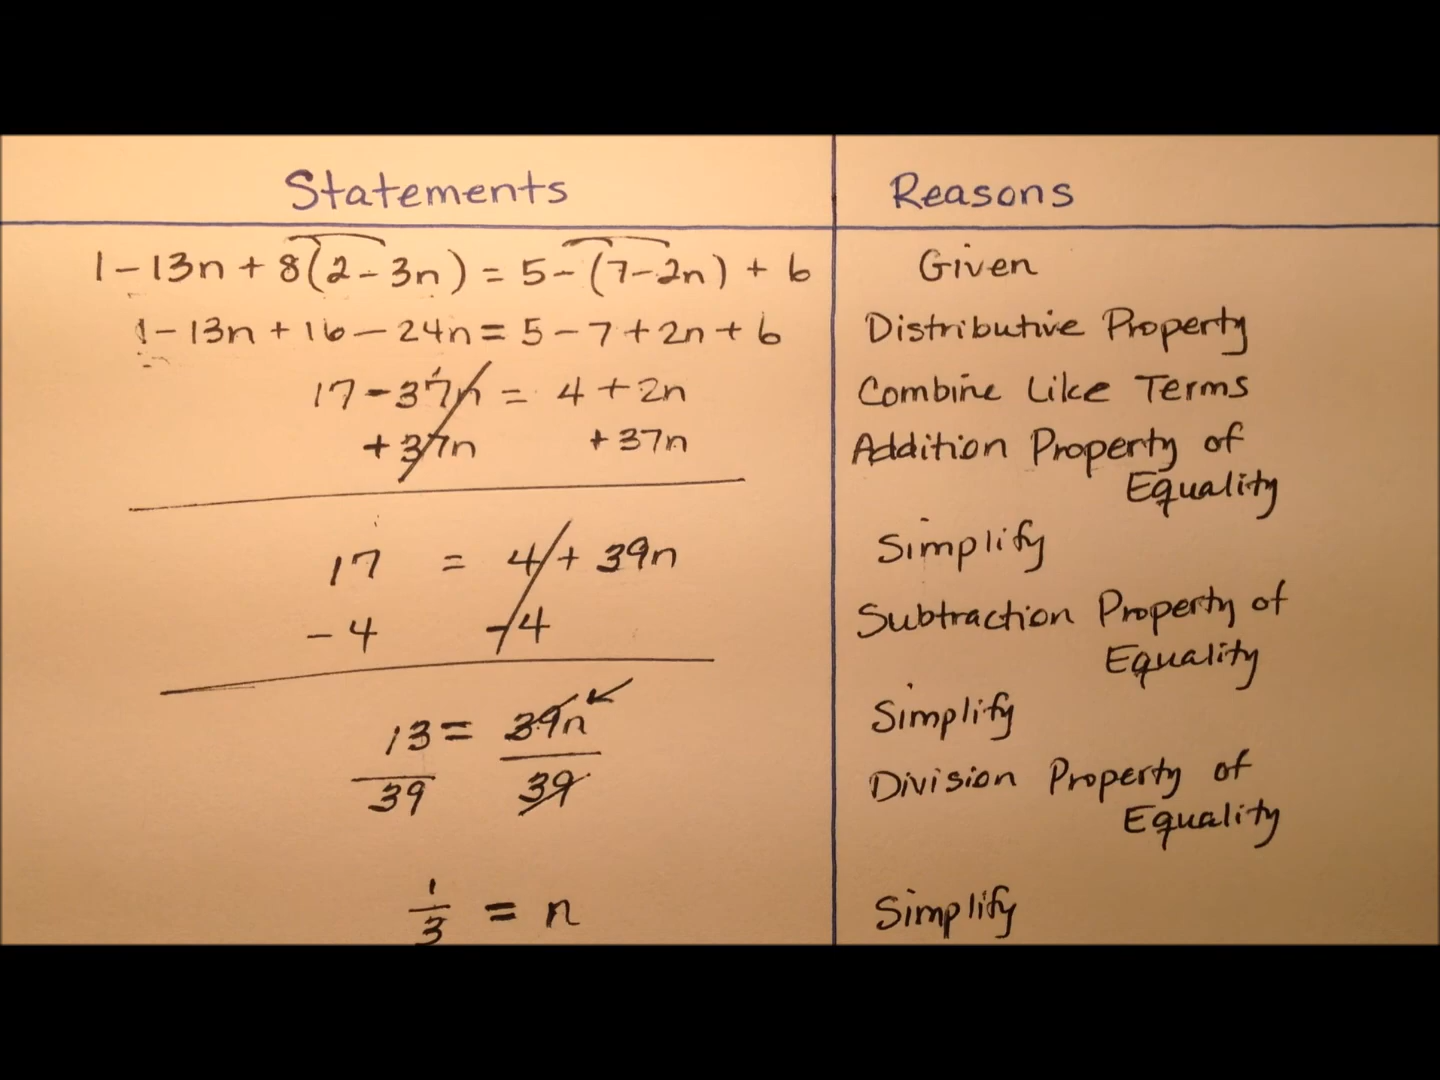 Statements Reasons
1 - 13n + 8(2 - 3n) = 5 - (7 - 2n) + 6 Given
1 - 13n + 16 - 24n = 5 - 7 + 2n + 6 Distributive Property
17 - 37n = 4 + 2n Combine Like Terms
+ 37n + 37n Addition Property of
Equality
17 = 4 + 39n Simplify
- 4 - 4 Subtraction Property of
Equality
13 = 39n Simplify
39 39 Division Property of
Equality
1/3 = n Simplify